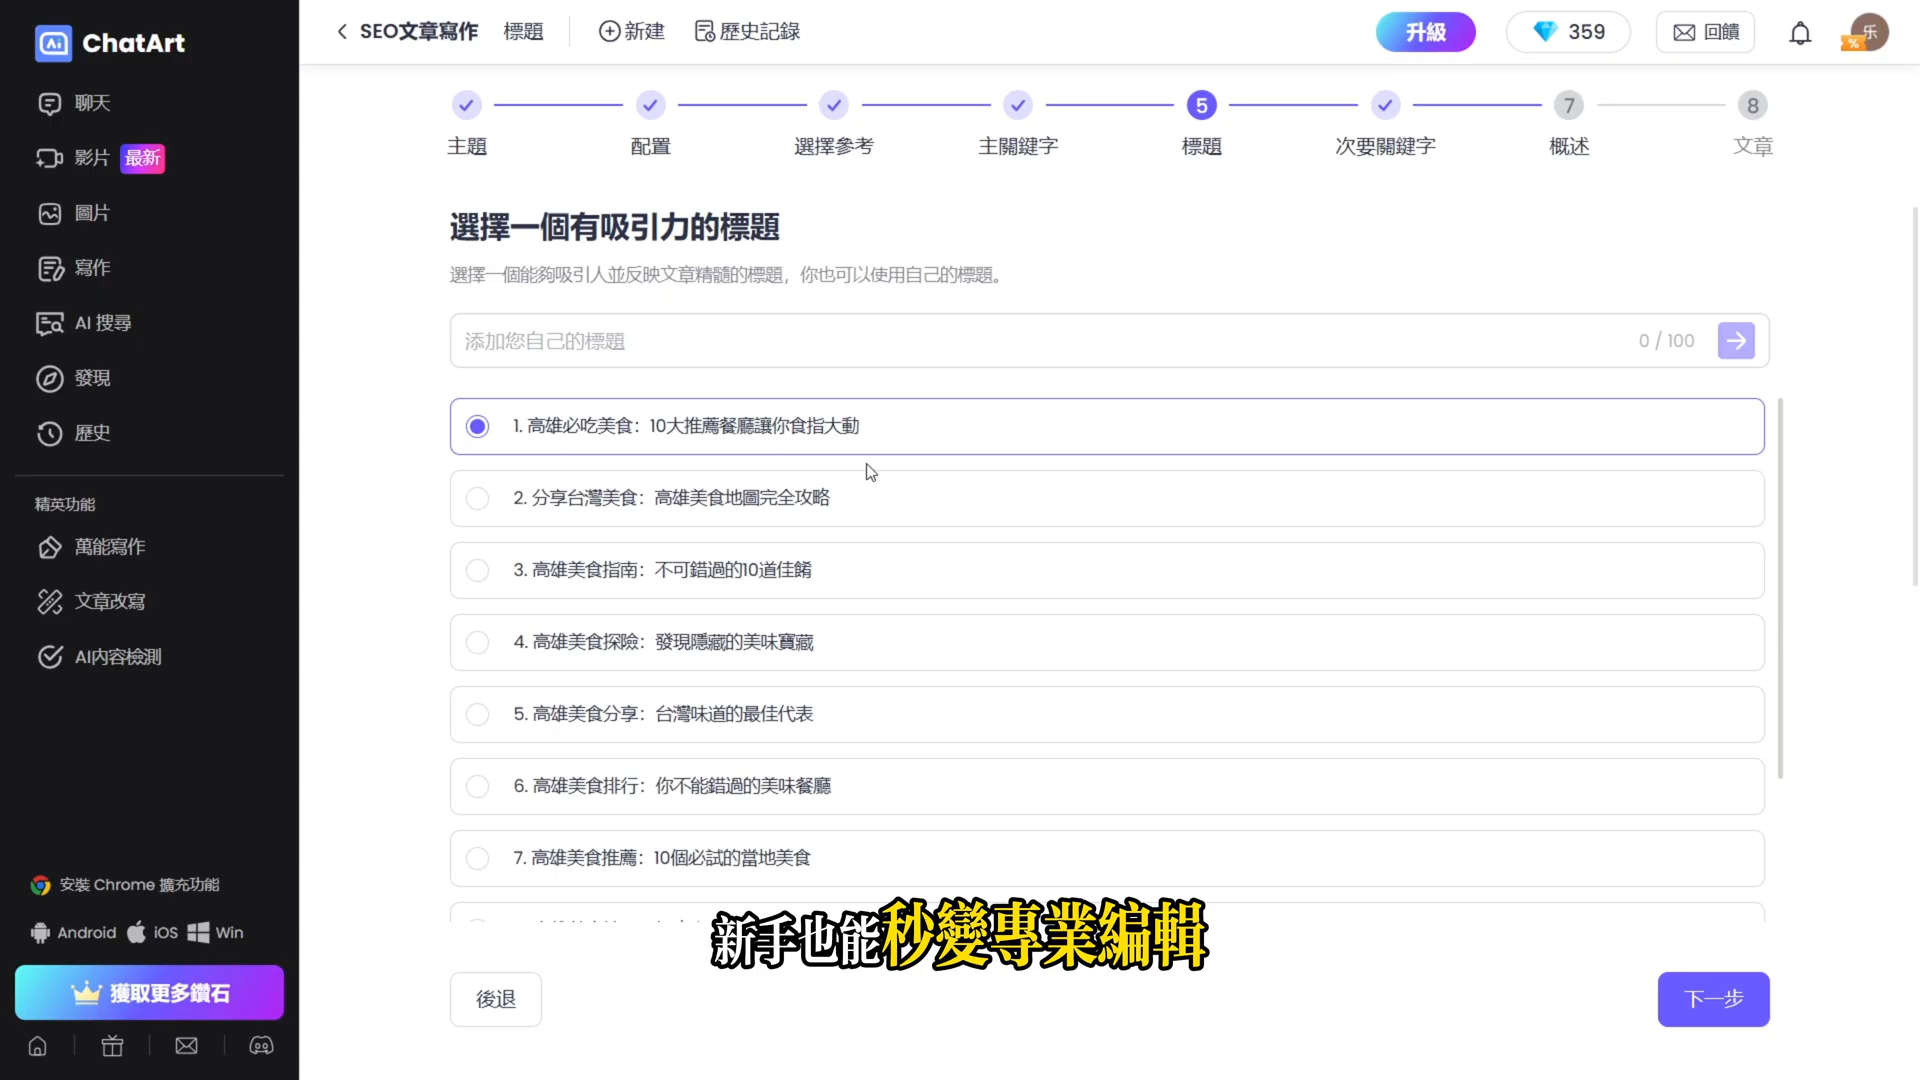 ChatArt
聊天
影片 最新
圖片
寫作
AI 搜尋
發現
歷史
精英功能
萬能寫作
文章改寫
AI內容檢測
安裝 Chrome 擴充功能
Android iOS Win
獲取更多鑽石
SEO文章寫作 標題 新建 歷史記錄
升級 359 回饋 乐
%
5 7 8
主題 配置 選擇參考 主關鍵字 標題 次要關鍵字 概述 文章
選擇一個有吸引力的標題
選擇一個能夠吸引人並反映文章精髓的標題，你也可以使用自己的標題。
添加您自己的標題 0 / 100
1. 高雄必吃美食：10大推薦餐廳讓你食指大動
2. 分享台灣美食：高雄美食地圖完全攻略
3. 高雄美食指南：不可錯過的10道佳餚
4. 高雄美食探險：發現隱藏的美味寶藏
5. 高雄美食分享：台灣味道的最佳代表
6. 高雄美食排行：你不能錯過的美味餐廳
7. 高雄美食推薦：10個必試的當地美食
新手也能秒變專業編輯
後退 下一步